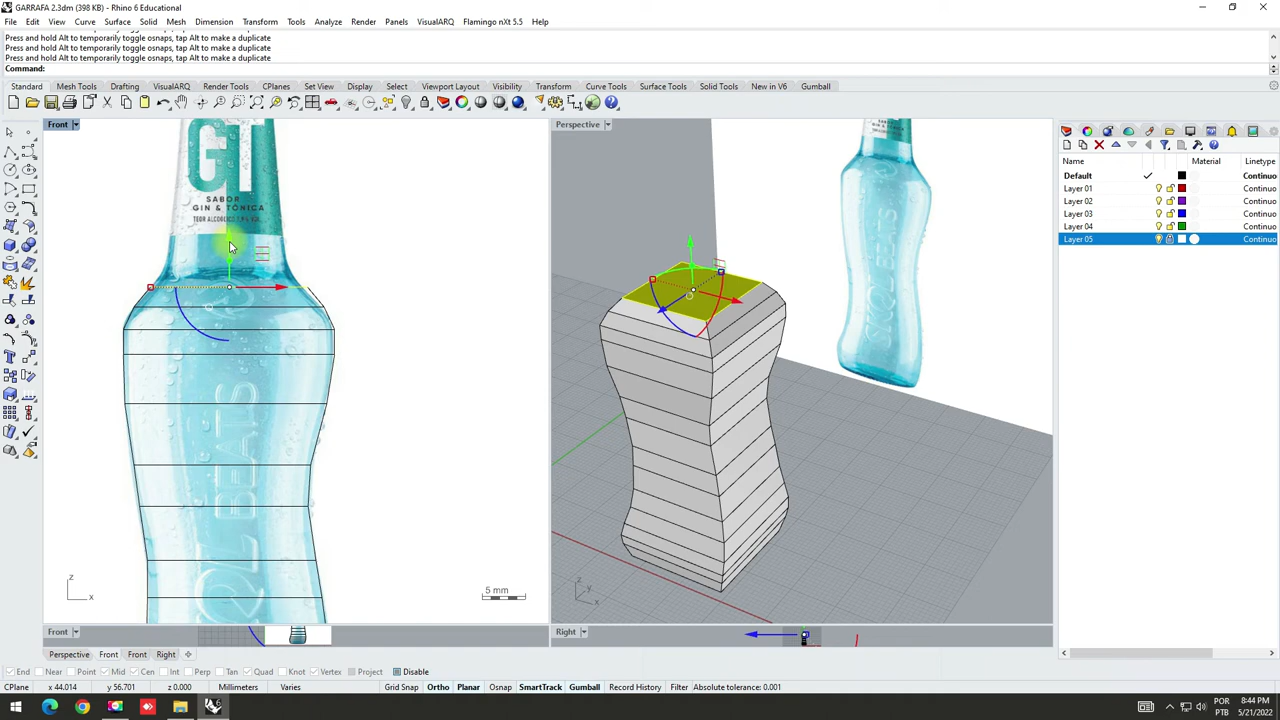 GARRAFA 2.3dm (398 KB) - Rhino 6 Educational
File Edit View Curve Surface Solid Mesh Dimension Transform Tools Analyze Render Panels VisualARQ Flamingo nXt 5.5 Help
Press and hold Alt to temporarily toggle osnaps, tap Alt to make a duplicate
Press and hold Alt to temporarily toggle osnaps, tap Alt to make a duplicate
Press and hold Alt to temporarily toggle osnaps, tap Alt to make a duplicate
Command:
Standard Mesh Tools Drafting VisualARQ Render Tools CPlanes Set View Display Select Viewport Layout Visibility Transform Curve Tools Surface Tools Solid Tools New in V6 Gumball
Front
Perspective
GT
SABOR
GIN & TÔNICA
BEATS
z
x
5 mm
z
y
x
Name Material Linetype
Default Continuo
Layer 01 Continuo
Layer 02 Continuo
Layer 03 Continuo
Layer 04 Continuo
Layer 05 Continuo
Front
Right
Perspective Front Front Right
End Near Point Mid Cen Int Perp Tan Quad Knot Vertex Project Disable
CPlane x 44.014 y 56.701 z 0.000 Millimeters Varies Grid Snap Ortho Planar Osnap SmartTrack Gumball Record History Filter Absolute tolerance: 0.001
POR
PTB
8:44 PM
5/21/2022